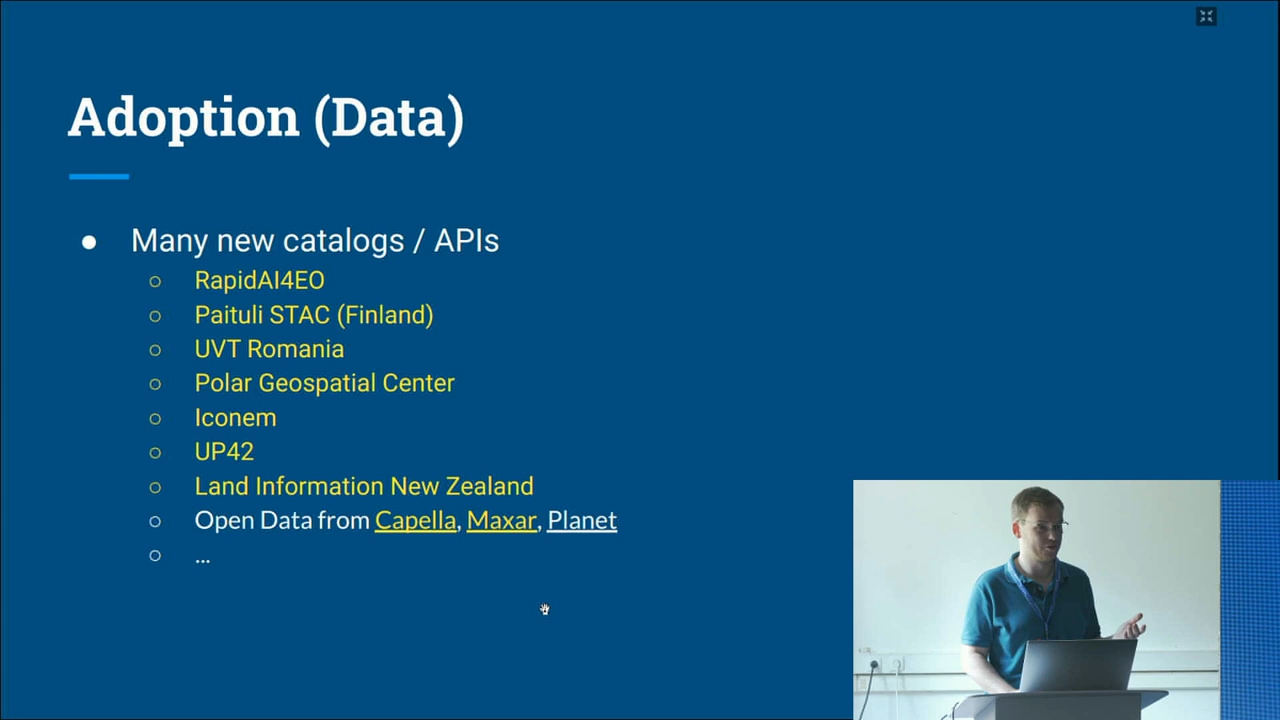 Adoption (Data)
● Many new catalogs / APIs
○ RapidAI4EO
○ Paituli STAC (Finland)
○ UVT Romania
○ Polar Geospatial Center
○ Iconem
○ UP42
○ Land Information New Zealand
○ Open Data from Capella, Maxar, Planet
○ ...